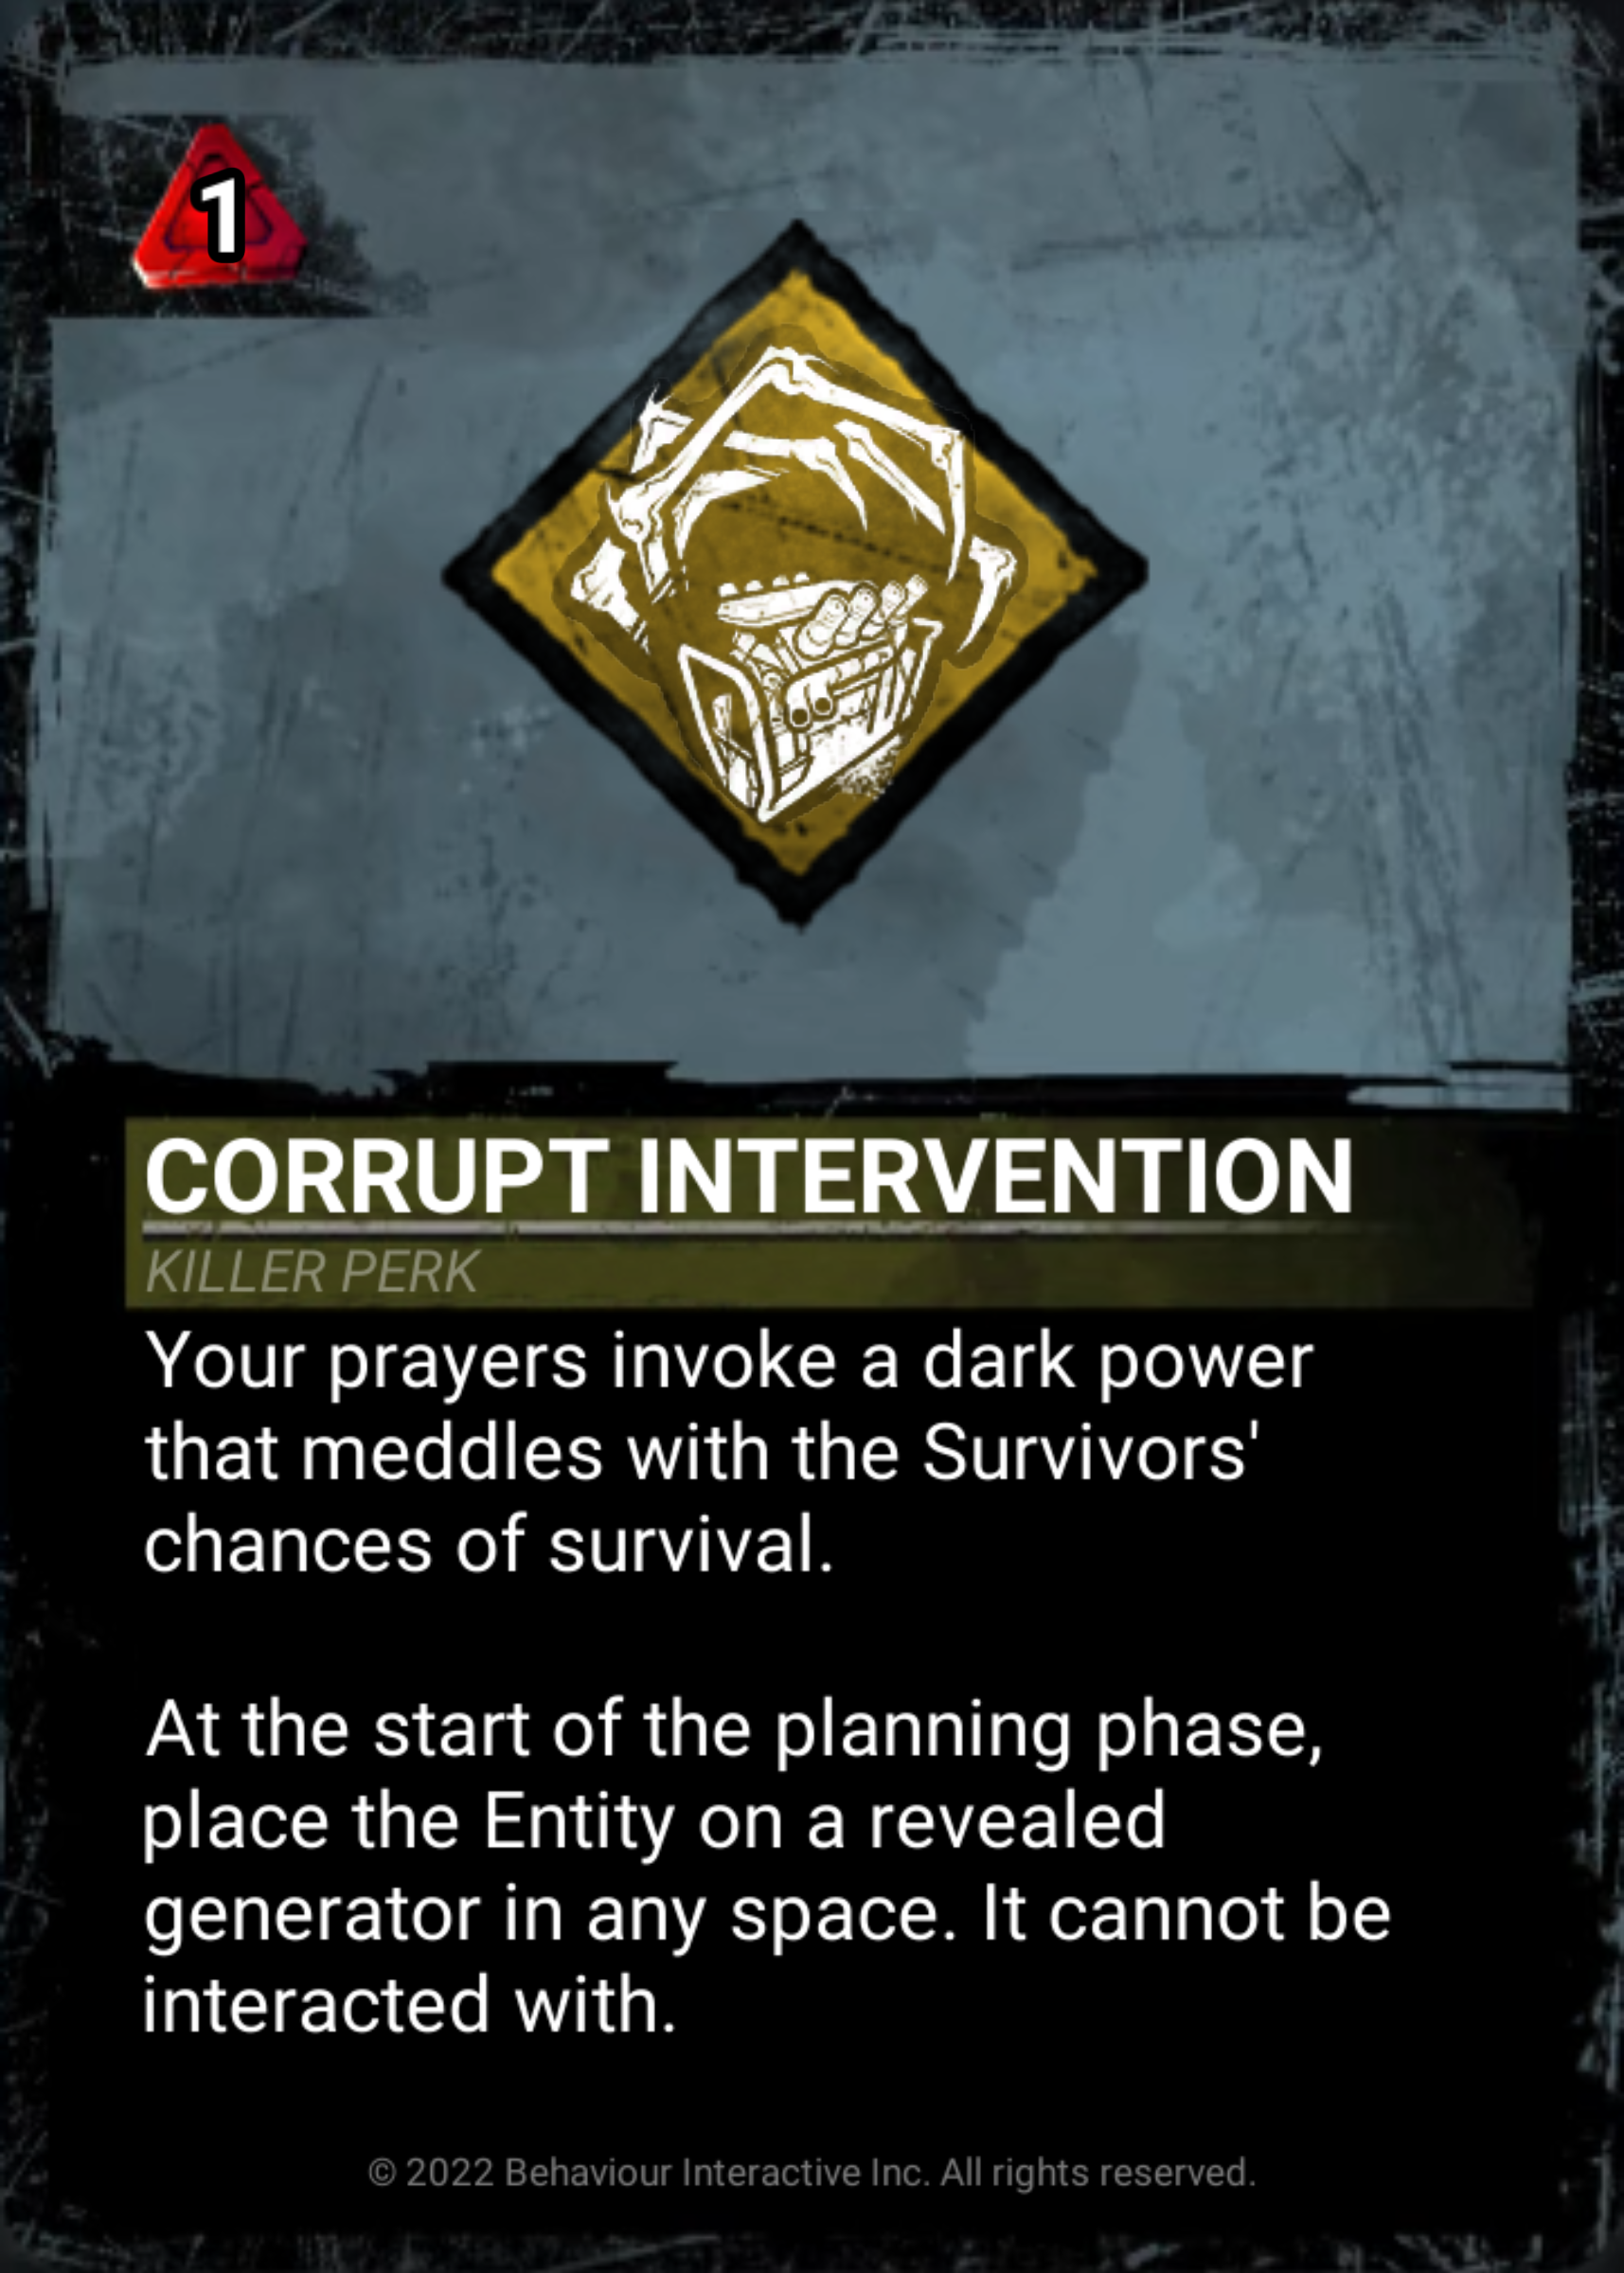 1
CORRUPT INTERVENTION
KILLER PERK
Your prayers invoke a dark power
that meddles with the Survivors'
chances of survival.
At the start of the planning phase,
place the Entity on a revealed
generator in any space. It cannot be
interacted with.
© 2022 Behaviour Interactive Inc. All rights reserved.